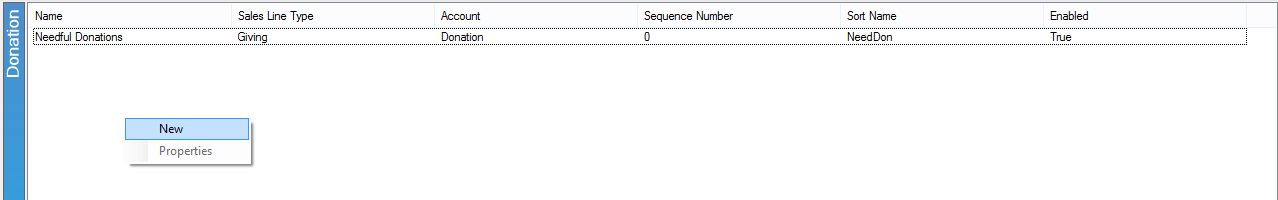 Donation
Name Sales Line Type Account Sequence Number Sort Name Enabled
Needful Donations Giving Donation 0 NeedDon True
New
Properties